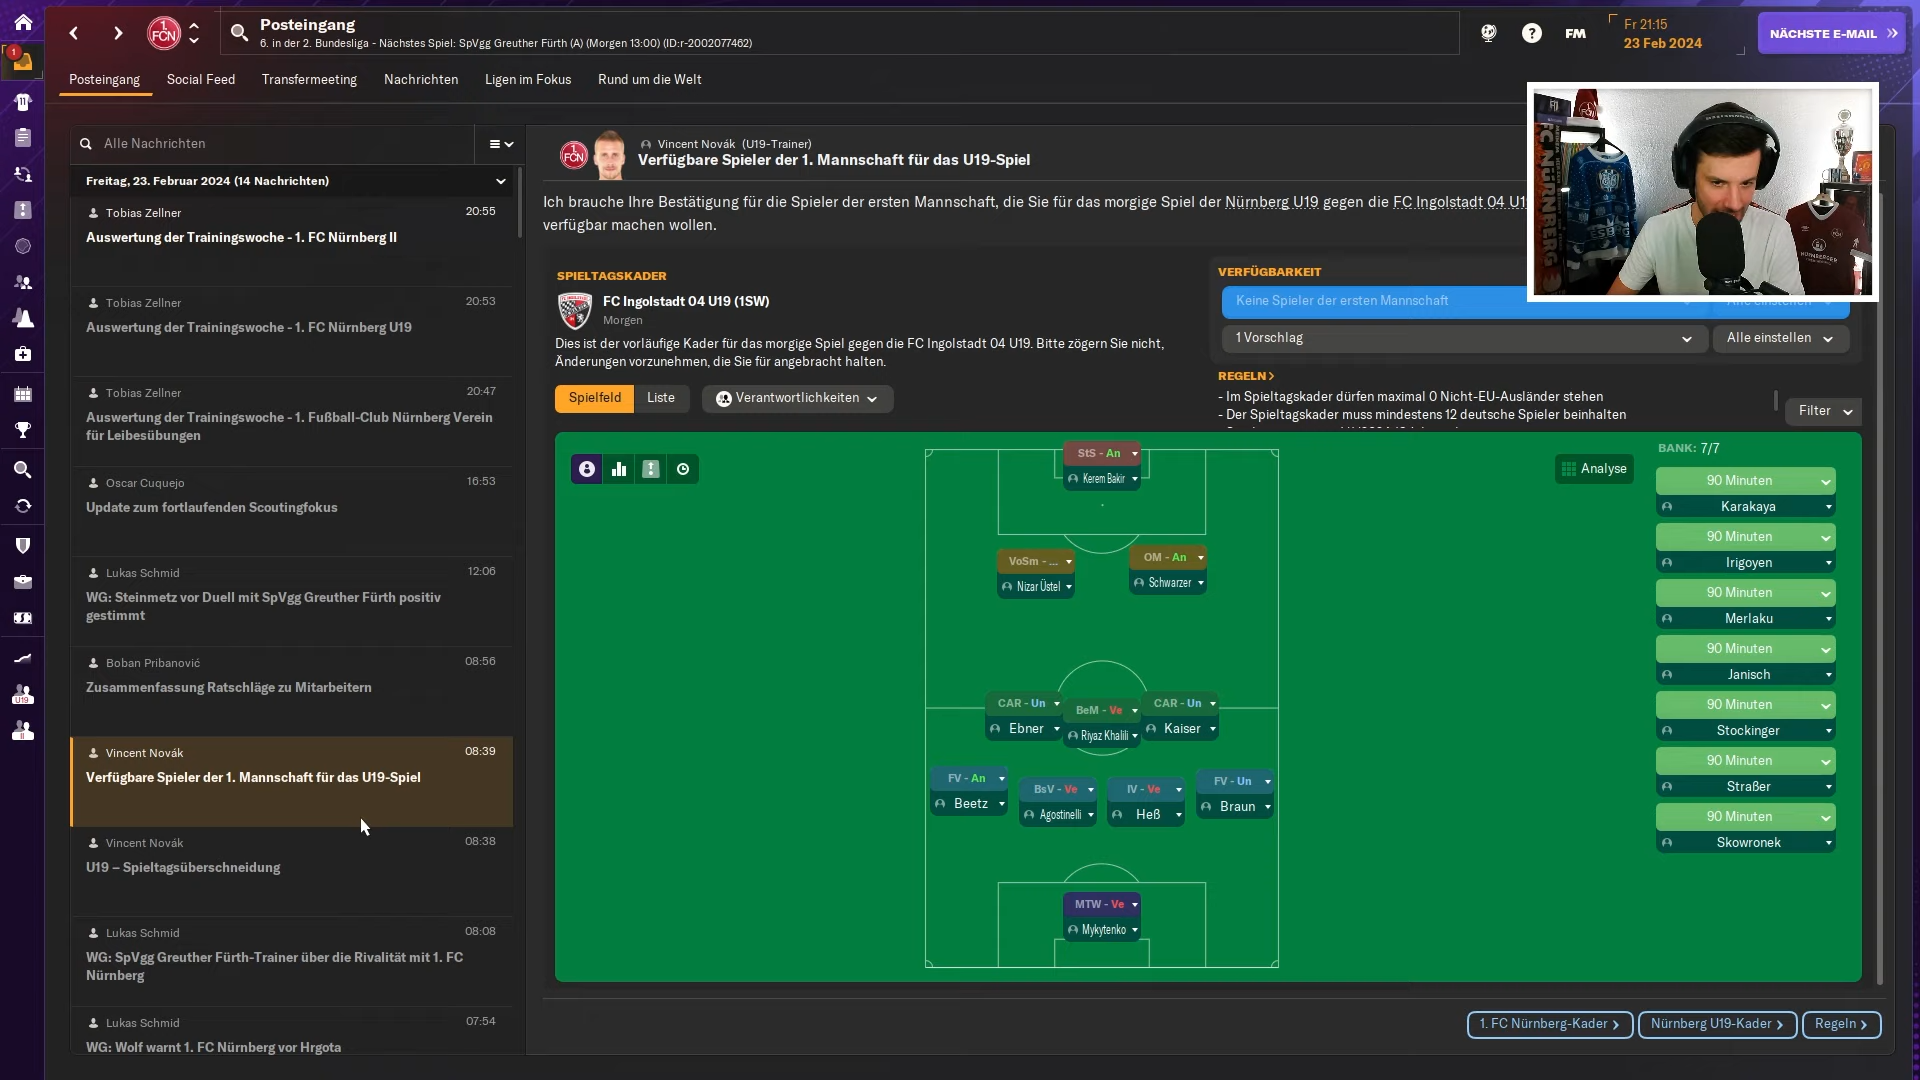 Posteingang
6. in der 2. Bundesliga - Nächstes Spiel: SpVgg Greuther Fürth (A) (Morgen 13:00) (ID:r-2002077462)
FM
Fr 21:15
23 Feb 2024
NÄCHSTE E-MAIL
1
Posteingang
Social Feed
Transfermeeting
Nachrichten
Ligen im Fokus
Rund um die Welt
Alle Nachrichten
Freitag, 23. Februar 2024 (14 Nachrichten)
Tobias Zellner
20:55
Auswertung der Trainingswoche - 1. FC Nürnberg II
Tobias Zellner
20:53
Auswertung der Trainingswoche - 1. FC Nürnberg U19
Tobias Zellner
20:47
Auswertung der Trainingswoche - 1. Fußball-Club Nürnberg Verein
für Leibesübungen
Oscar Cuquejo
16:53
Update zum fortlaufenden Scoutingfokus
Lukas Schmid
12:06
WG: Steinmetz vor Duell mit SpVgg Greuther Fürth positiv
gestimmt
Boban Pribanović
08:56
Zusammenfassung Ratschläge zu Mitarbeitern
Vincent Novák
08:39
Verfügbare Spieler der 1. Mannschaft für das U19-Spiel
Vincent Novák
08:38
U19 – Spieltagsüberschneidung
Lukas Schmid
08:08
WG: SpVgg Greuther Fürth-Trainer über die Rivalität mit 1. FC
Nürnberg
Lukas Schmid
07:54
WG: Wolf warnt 1. FC Nürnberg vor Hrgota
U19
II
Vincent Novák (U19-Trainer)
Verfügbare Spieler der 1. Mannschaft für das U19-Spiel
Ich brauche Ihre Bestätigung für die Spieler der ersten Mannschaft, die Sie für das morgige Spiel der Nürnberg U19 gegen die FC Ingolstadt 04 U19
verfügbar machen wollen.
SPIELTAGSKADER
FC Ingolstadt 04 U19 (1SW)
Morgen
Dies ist der vorläufige Kader für das morgige Spiel gegen die FC Ingolstadt 04 U19. Bitte zögern Sie nicht,
Änderungen vorzunehmen, die Sie für angebracht halten.
Spielfeld
Liste
Verantwortlichkeiten
VERFÜGBARKEIT
Keine Spieler der ersten Mannschaft
Alle einstellen
1 Vorschlag
Alle einstellen
REGELN
- Im Spieltagskader dürfen maximal 0 Nicht-EU-Ausländer stehen
- Der Spieltagskader muss mindestens 12 deutsche Spieler beinhalten
Filter
StS - An
Kerem Bakir
VoSm - ...
Nizar Üstel
OM - An
Schwarzer
CAR - Un
Ebner
BeM - Ve
Riyaz Khalili
CAR - Un
Kaiser
FV - An
Beetz
BsV - Ve
Agostinelli
IV - Ve
Heß
FV - Un
Braun
MTW - Ve
Mykytenko
Analyse
BANK: 7/7
90 Minuten
Karakaya
90 Minuten
Irigoyen
90 Minuten
Merlaku
90 Minuten
Janisch
90 Minuten
Stockinger
90 Minuten
Straßer
90 Minuten
Skowronek
1. FC Nürnberg-Kader
Nürnberg U19-Kader
Regeln